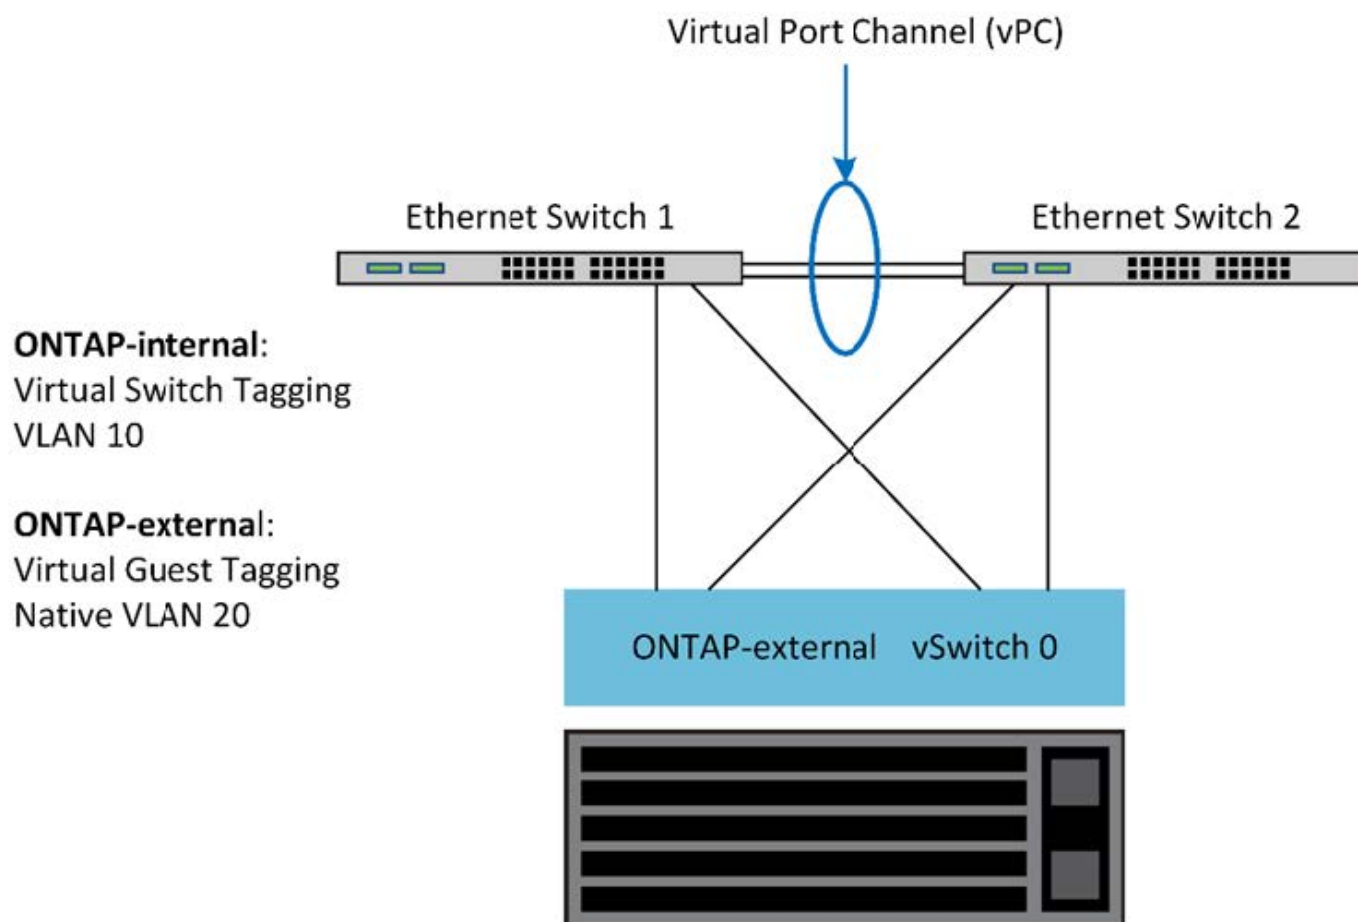 Virtual Port Channel (vPC)
Ethernet Switch 1
Ethernet Switch 2
ONTAP-internal:
Virtual Switch Tagging
VLAN 10
ONTAP-external:
Virtual Guest Tagging
Native VLAN 20
ONTAP-external vSwitch 0